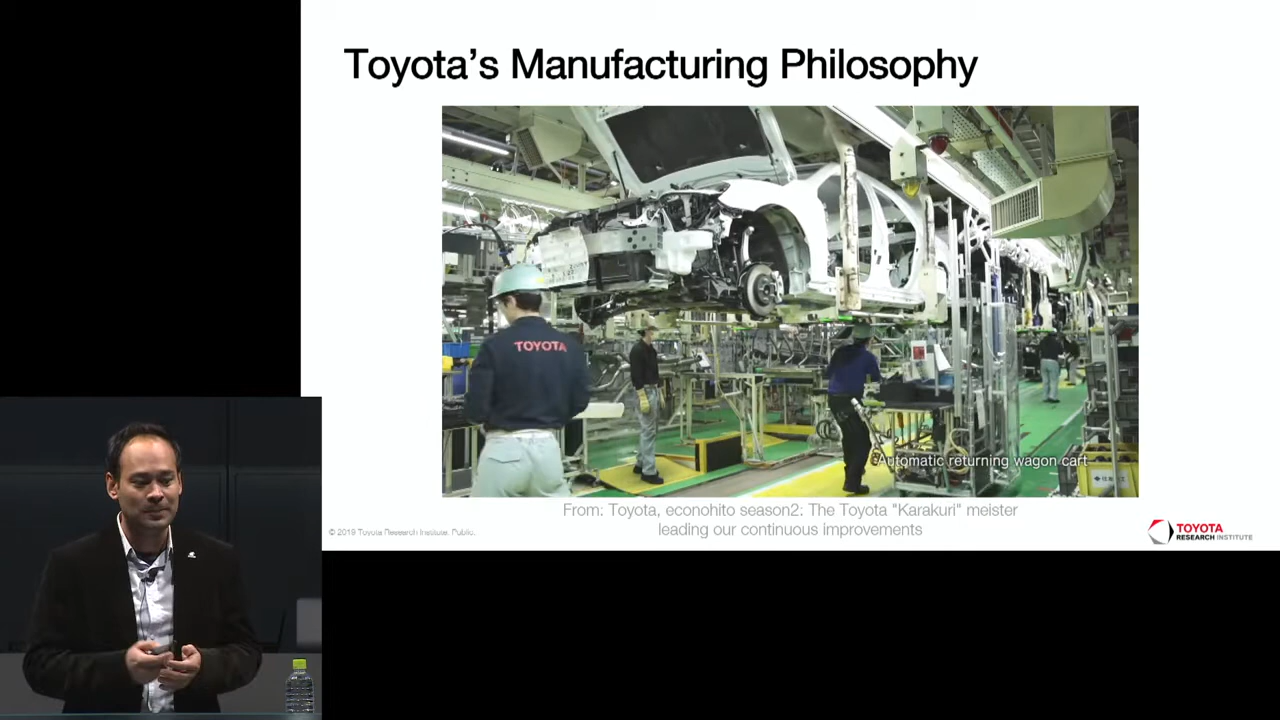 Toyota's Manufacturing Philosophy
TOYOTA
Automatic returning wagon cart
From: Toyota, econohito season2: The Toyota "Karakuri" meister
leading our continuous improvements
© 2019 Toyota Research Institute. Public.
TOYOTA
RESEARCH INSTITUTE